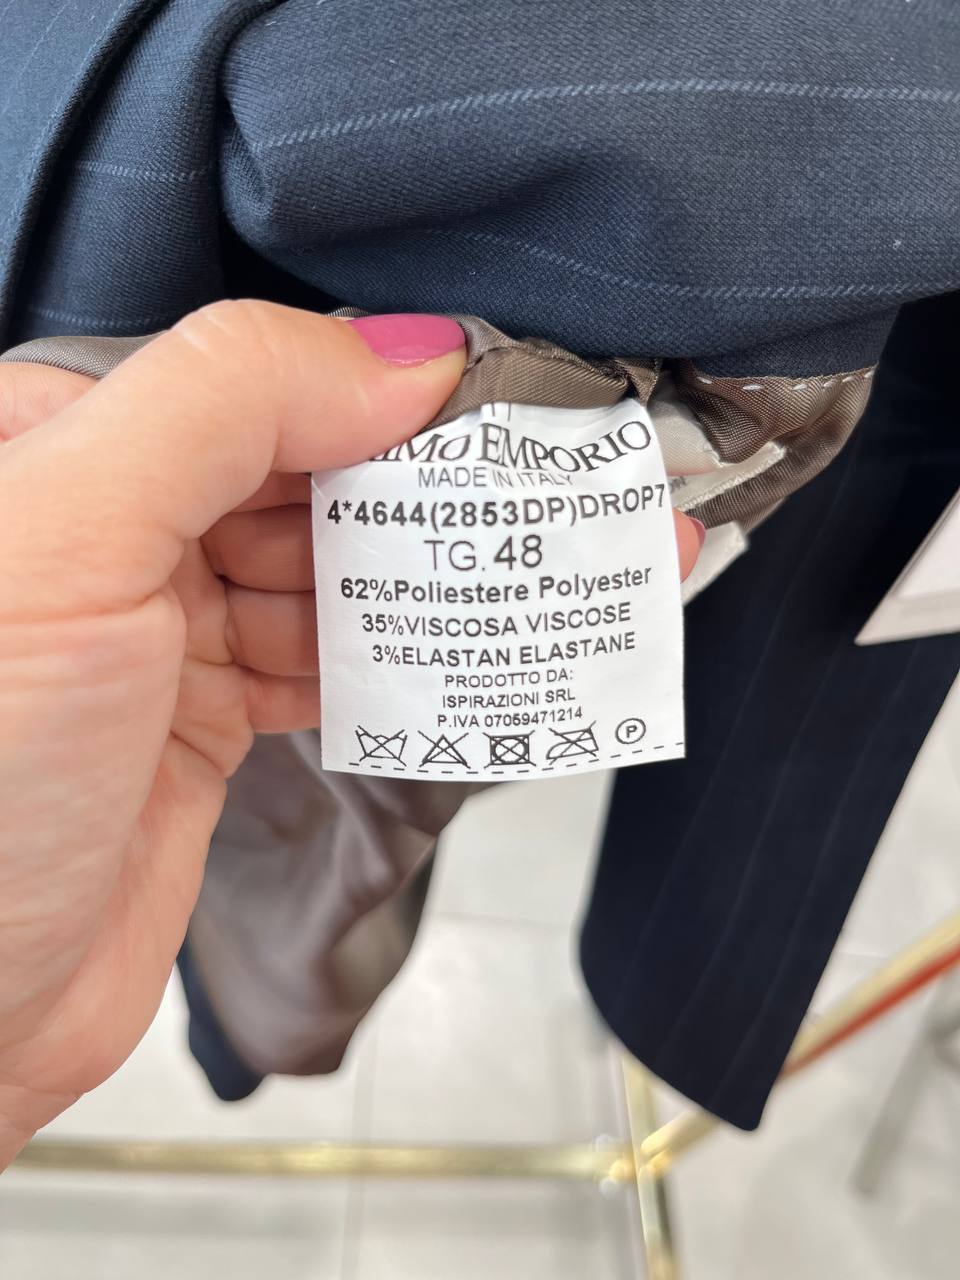 EMPORIO
MADE IN ITALY
4*4644(2853DP)DROP7
TG. 48
62%Poliestere Polyester
35%VISCOSA VISCOSE
3%ELASTAN ELASTANE
PRODOTTO DA:
ISPIRAZIONI SRL
P.IVA 07059471214
P